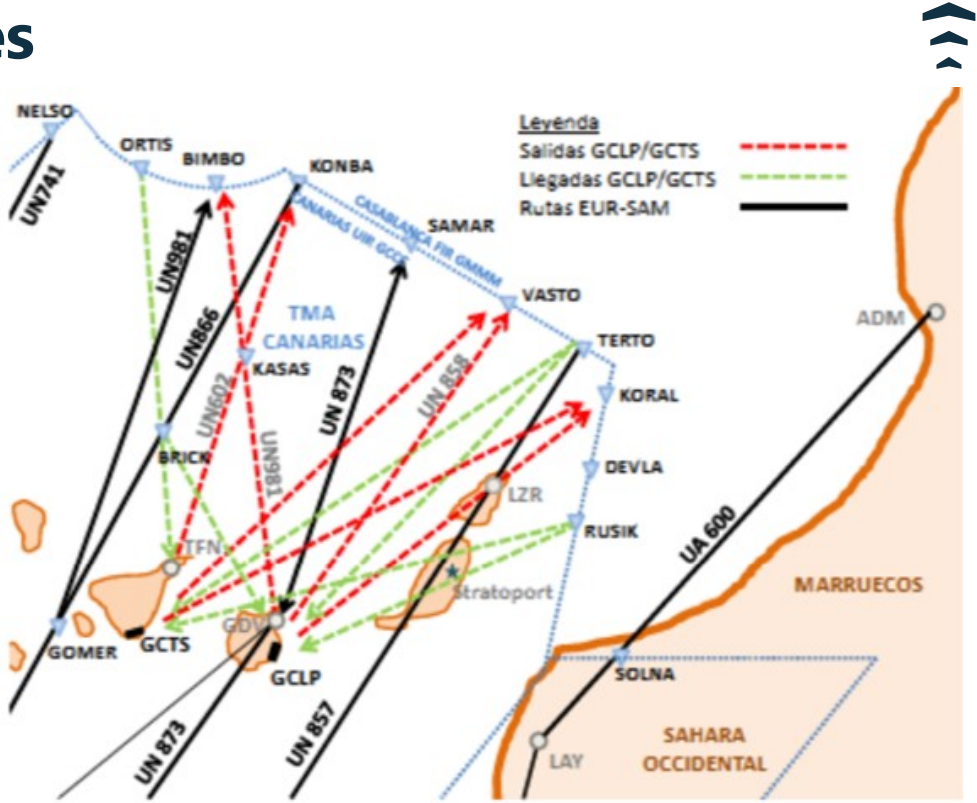 es
NELSO
ORTIS
BIMBO
KONBA
Leyenda
Salidas GCLP/GCTS
Llegadas GCLP/GCTS
Rutas EUR-SAM
UN741
CASABLANCA FIR GMMM
CANARIAS UIR GCCC
SAMAR
UN981
VASTO
TMA
CANARIAS
ADM
UN866
TERTO
KASAS
UN 873
UN 858
KORAL
UN602
BRICK
UN981
DEVLA
LZR
RUSIK
UA 600
TFN
Stratoport
MARRUECOS
GDV
GOMER
GCTS
GCLP
SOLNA
UN 873
UN 857
LAY
SAHARA
OCCIDENTAL